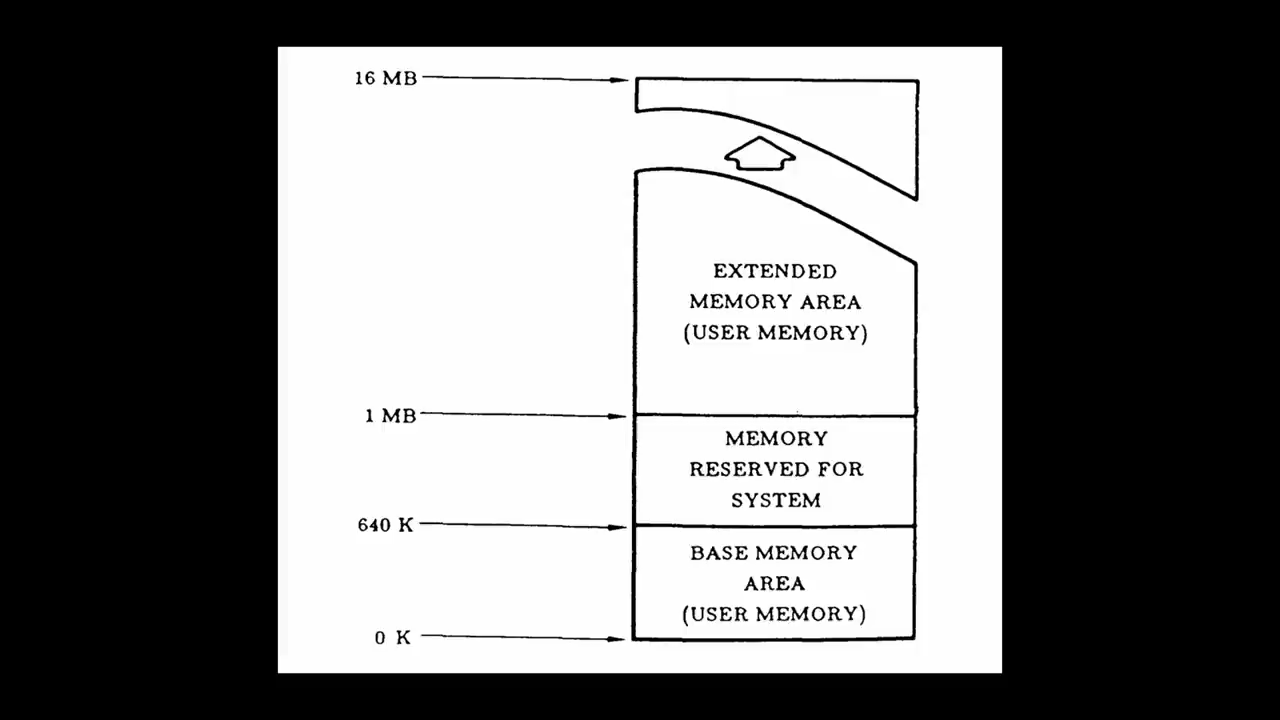 16 MB
EXTENDED
MEMORY AREA
(USER MEMORY)
1 MB
MEMORY
RESERVED FOR
SYSTEM
640 K
BASE MEMORY
AREA
(USER MEMORY)
0 K